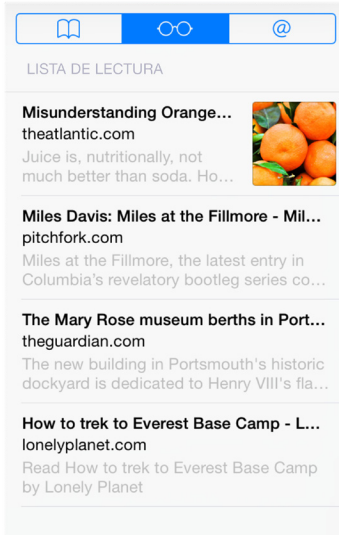 @
LISTA DE LECTURA
Misunderstanding Orange...
theatlantic.com
Juice is, nutritionally, not
much better than soda. Ho...
Miles Davis: Miles at the Fillmore - Mil...
pitchfork.com
Miles at the Fillmore, the latest entry in
Columbia's revelatory bootleg series co...
The Mary Rose museum berths in Port...
theguardian.com
The new building in Portsmouth's historic
dockyard is dedicated to Henry VIII's fla...
How to trek to Everest Base Camp - L...
lonelyplanet.com
Read How to trek to Everest Base Camp
by Lonely Planet